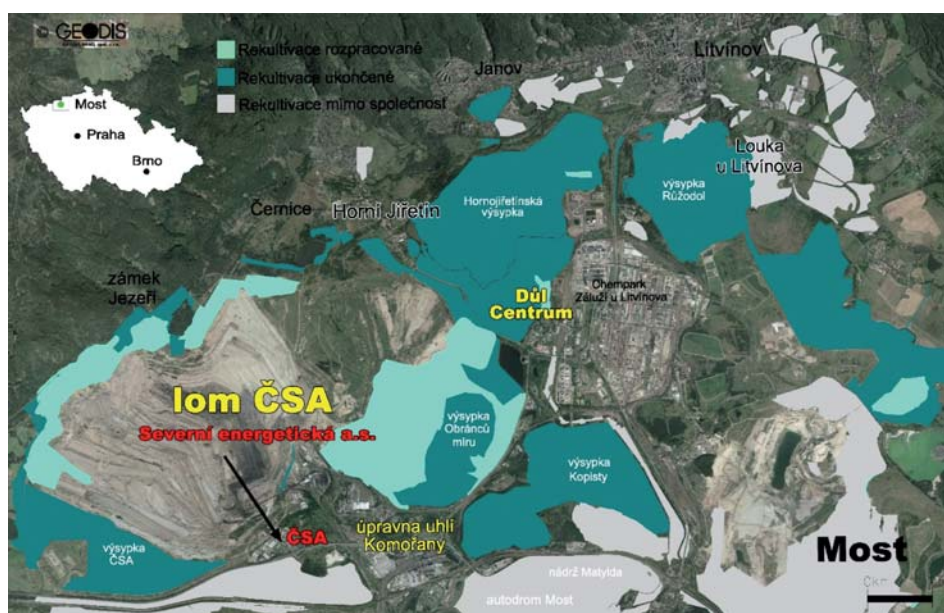 © GEODIS
Rekultivace rozpracované
Rekultivace ukončené
Rekultivace mimo společnost
Most
Praha
Brno
Janov
Litvínov
Louka
u Litvínova
výsypka
Růžodol
Hornojiřetínská
výsypka
Černice
Horní Jiřetín
zámek
Jezeří
Důl
Centrum
Chempark
Záluží u Litvínova
lom ČSA
Severní energetická a.s.
výsypka
Obránců
míru
výsypka
Kopisty
úpravna uhlí
Komořany
ČSA
výsypka
ČSA
Most
nádrž Matylda
autodrom Most